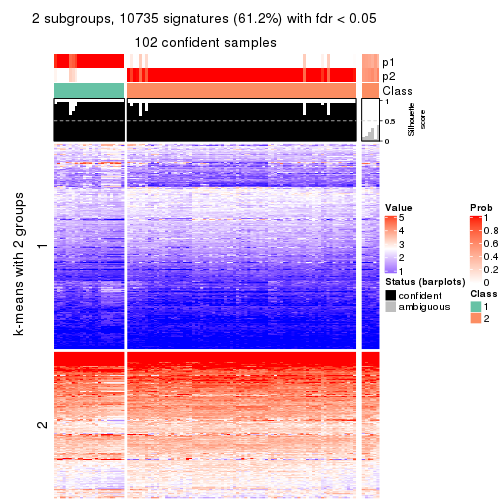 2 subgroups, 10735 signatures (61.2%) with fdr < 0.05
102 confident samples
p1
p2
Class
1
0.5
0
Silhouette
score
k-means with 2 groups
1
2
Value
5
4
3
2
1
Status (barplots)
confident
ambiguous
Prob
1
0.8
0.6
0.4
0.2
0
Class
1
2